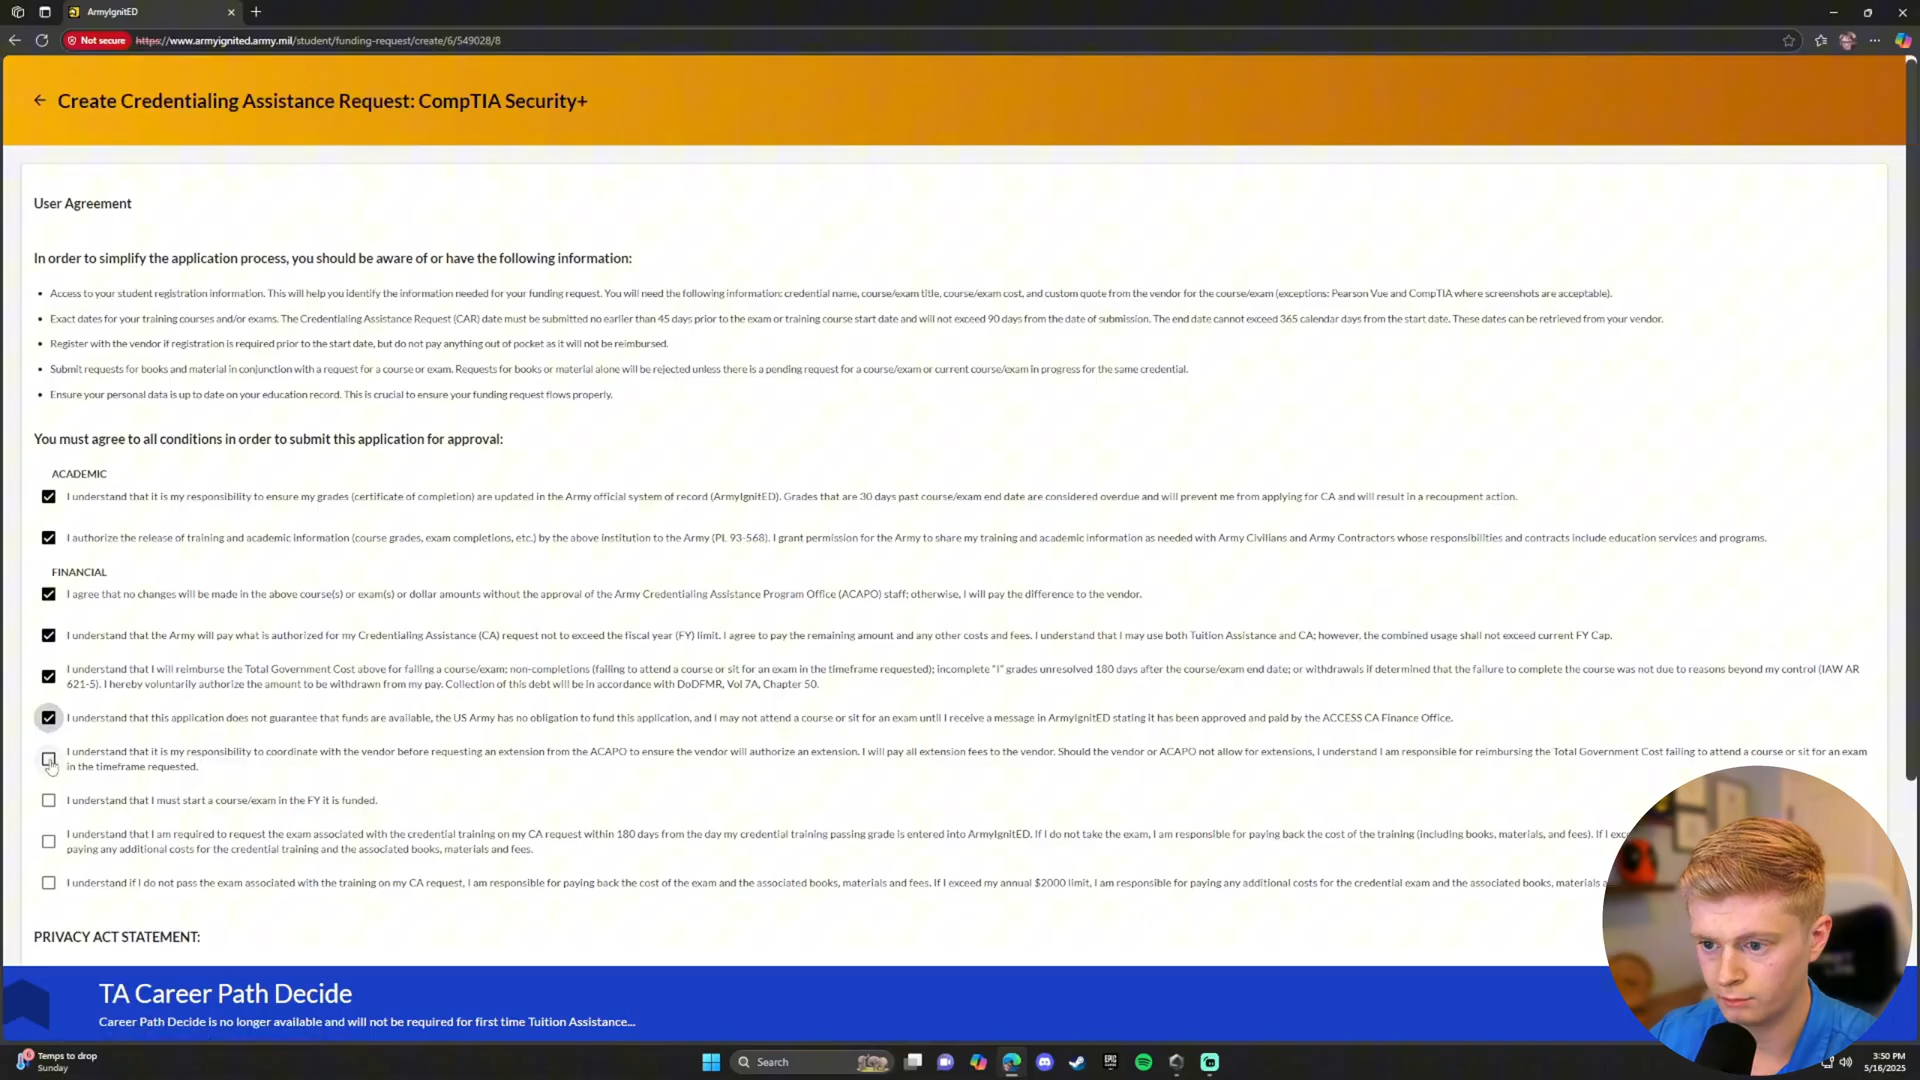 ArmyIgnitED
Not secure https://www.armyignited.army.mil/student/funding-request/create/6/549028/8
Create Credentialing Assistance Request: CompTIA Security+
User Agreement
In order to simplify the application process, you should be aware of or have the following information:
• Access to your student registration information. This will help you identify the information needed for your funding request. You will need the following information: credential name, course/exam title, course/exam cost, and custom quote from the vendor for the course/exam (exceptions: Pearson Vue and CompTIA where screenshots are acceptable).
• Exact dates for your training courses and/or exams. The Credentialing Assistance Request (CAR) date must be submitted no earlier than 45 days prior to the exam or training course start date and will not exceed 90 days from the date of submission. The end date cannot exceed 365 calendar days from the start date. These dates can be retrieved from your vendor.
• Register with the vendor if registration is required prior to the start date, but do not pay anything out of pocket as it will not be reimbursed.
• Submit requests for books and material in conjunction with a request for a course or exam. Requests for books or material alone will be rejected unless there is a pending request for a course/exam or current course/exam in progress for the same credential.
• Ensure your personal data is up to date on your education record. This is crucial to ensure your funding request flows properly.
You must agree to all conditions in order to submit this application for approval:
ACADEMIC
I understand that it is my responsibility to ensure my grades (certificate of completion) are updated in the Army official system of record (ArmyIgnitED). Grades that are 30 days past course/exam end date are considered overdue and will prevent me from applying for CA and will result in a recoupment action.
I authorize the release of training and academic information (course grades, exam completions, etc.) by the above institution to the Army (PL 93-568). I grant permission for the Army to share my training and academic information as needed with Army Civilians and Army Contractors whose responsibilities and contracts include education services and programs.
FINANCIAL
I agree that no changes will be made in the above course(s) or exam(s) or dollar amounts without the approval of the Army Credentialing Assistance Program Office (ACAPO) staff; otherwise, I will pay the difference to the vendor.
I understand that the Army will pay what is authorized for my Credentialing Assistance (CA) request not to exceed the fiscal year (FY) limit. I agree to pay the remaining amount and any other costs and fees. I understand that I may use both Tuition Assistance and CA; however, the combined usage shall not exceed current FY Cap.
I understand that I will reimburse the Total Government Cost above for failing a course/exam; non-completions (failing to attend a course or sit for an exam in the timeframe requested); incomplete "I" grades unresolved 180 days after the course/exam end date; or withdrawals if determined that the failure to complete the course was not due to reasons beyond my control (IAW AR
621-5). I hereby voluntarily authorize the amount to be withdrawn from my pay. Collection of this debt will be in accordance with DoDFMR, Vol 7A, Chapter 50.
I understand that this application does not guarantee that funds are available, the US Army has no obligation to fund this application, and I may not attend a course or sit for an exam until I receive a message in ArmyIgnitED stating it has been approved and paid by the ACCESS CA Finance Office.
I understand that it is my responsibility to coordinate with the vendor before requesting an extension from the ACAPO to ensure the vendor will authorize an extension. I will pay all extension fees to the vendor. Should the vendor or ACAPO not allow for extensions, I understand I am responsible for reimbursing the Total Government Cost failing to attend a course or sit for an exam
in the timeframe requested.
I understand that I must start a course/exam in the FY it is funded.
I understand that I am required to request the exam associated with the credential training on my CA request within 180 days from the day my credential training passing grade is entered into ArmyIgnitED. If I do not take the exam, I am responsible for paying back the cost of the training (including books, materials, and fees). If I
paying any additional costs for the credential training and the associated books, materials and fees.
I understand if I do not pass the exam associated with the training on my CA request, I am responsible for paying back the cost of the exam and the associated books, materials and fees. If I exceed my annual $2000 limit, I am responsible for paying any additional costs for the credential exam and the associated books, materials
PRIVACY ACT STATEMENT:
TA Career Path Decide
Career Path Decide is no longer available and will not be required for first time Tuition Assistance...
Temps to drop
Sunday
Search
3:50 PM
5/16/2025